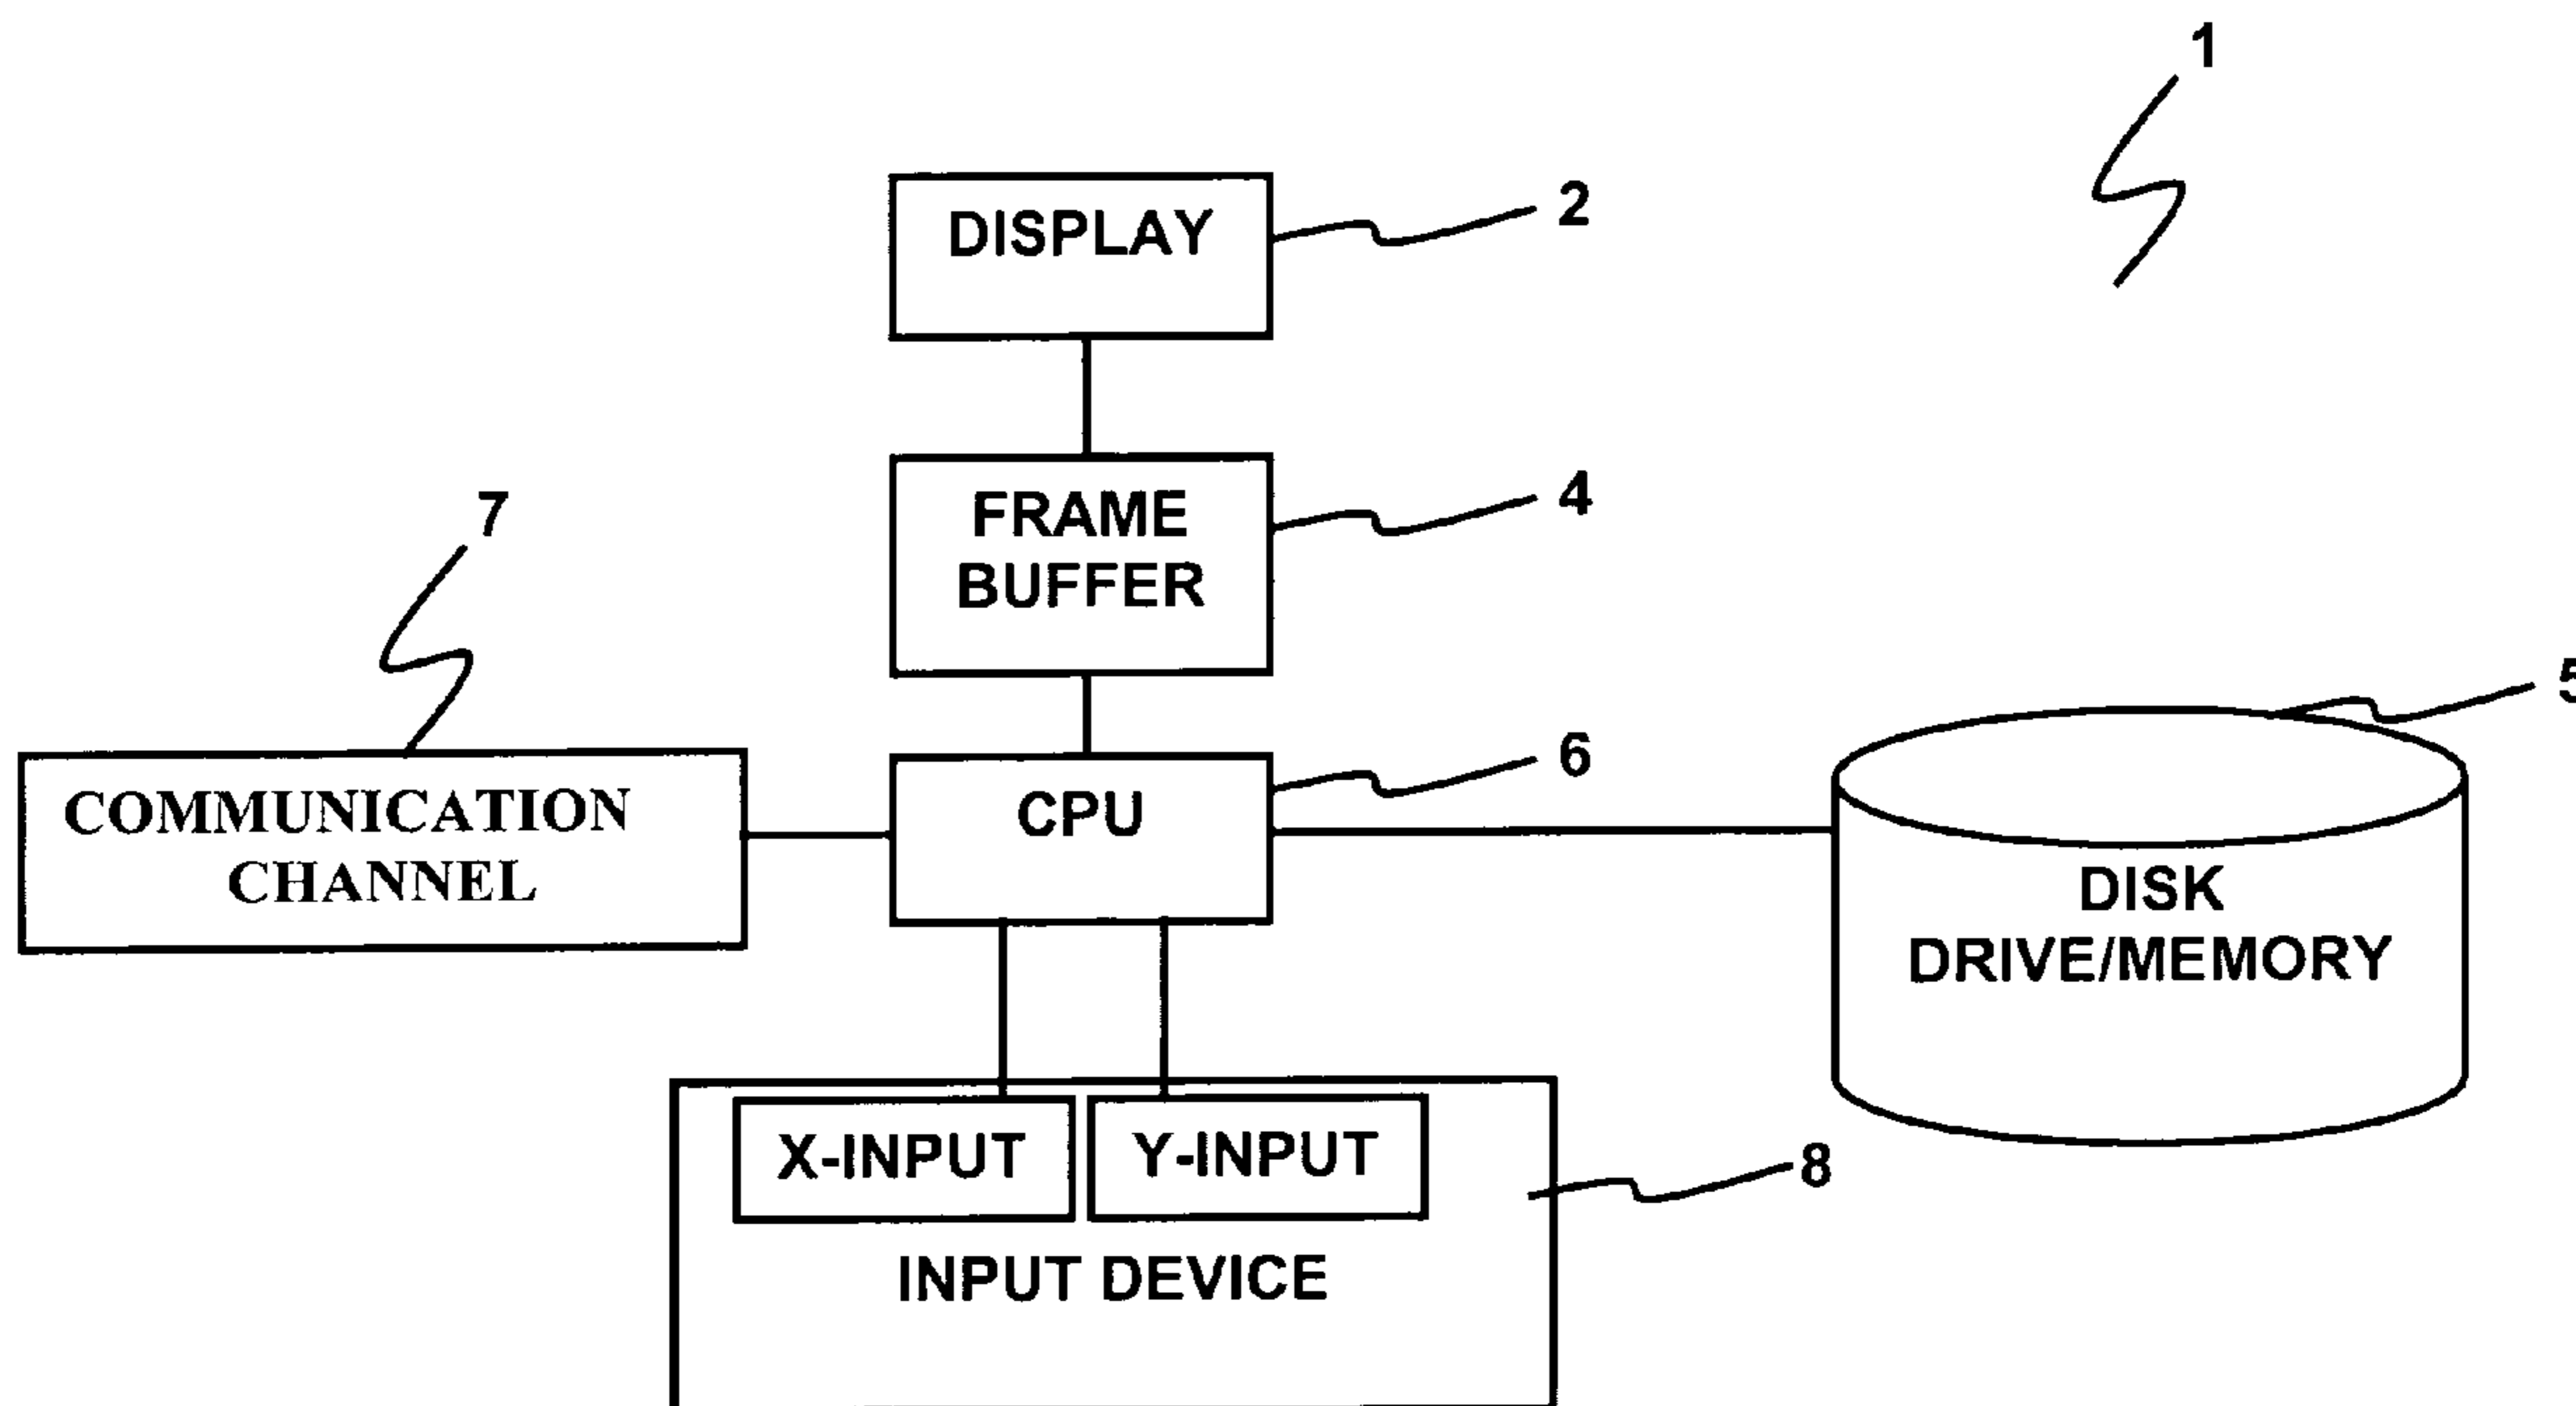 1
DISPLAY
2
FRAME
BUFFER
4
7
5
6
CPU
COMMUNICATION
CHANNEL
DISK
DRIVE/MEMORY
X-INPUT
Y-INPUT
8
INPUT DEVICE